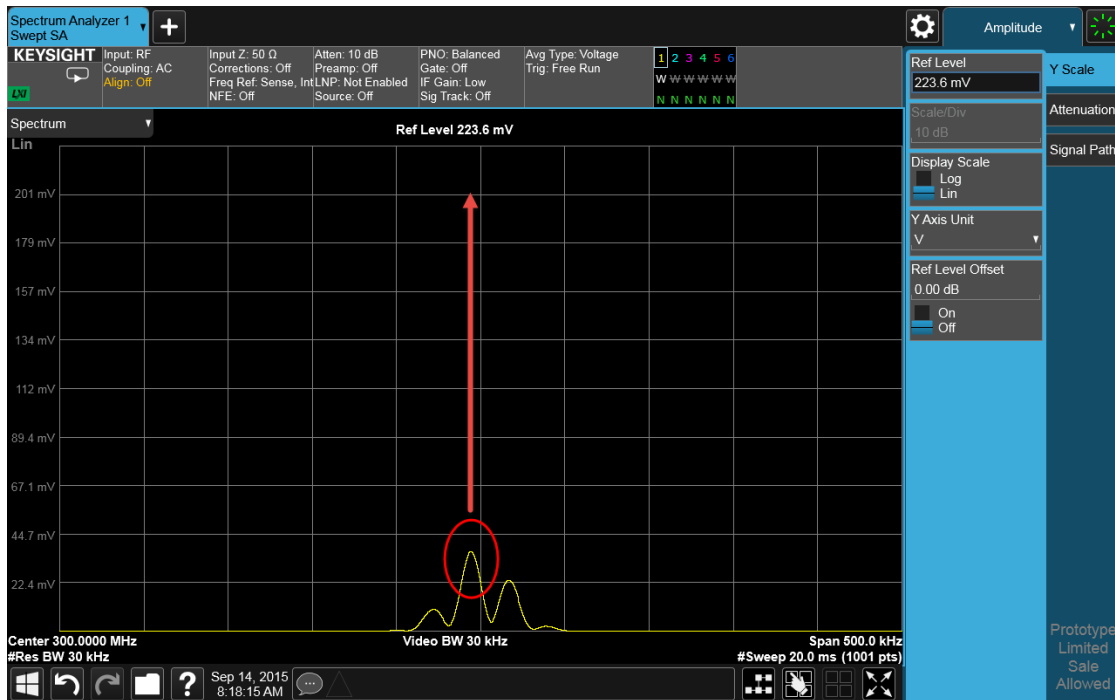 Spectrum Analyzer 1
Swept SA
Amplitude
KEYSIGHT
LXI
Input: RF
Coupling: AC
Align: Off
Input Z: 50 Ω
Corrections: Off
Freq Ref: Sense, Int
NFE: Off
Atten: 10 dB
Preamp: Off
LNP: Not Enabled
Source: Off
PNO: Balanced
Gate: Off
IF Gain: Low
Sig Track: Off
Avg Type: Voltage
Trig: Free Run
1 2 3 4 5 6
W W W W W W
N N N N N N
Spectrum
Ref Level 223.6 mV
Lin
201 mV
179 mV
157 mV
134 mV
112 mV
89.4 mV
67.1 mV
44.7 mV
22.4 mV
Center 300.0000 MHz
Video BW 30 kHz
Span 500.0 kHz
#Res BW 30 kHz
#Sweep 20.0 ms (1001 pts)
Ref Level
223.6 mV
Scale/Div
10 dB
Display Scale
Log
Lin
Y Axis Unit
V
Ref Level Offset
0.00 dB
On
Off
Y Scale
Attenuation
Signal Path
Prototype
Limited
Sale
Allowed
?
Sep 14, 2015
8:18:15 AM